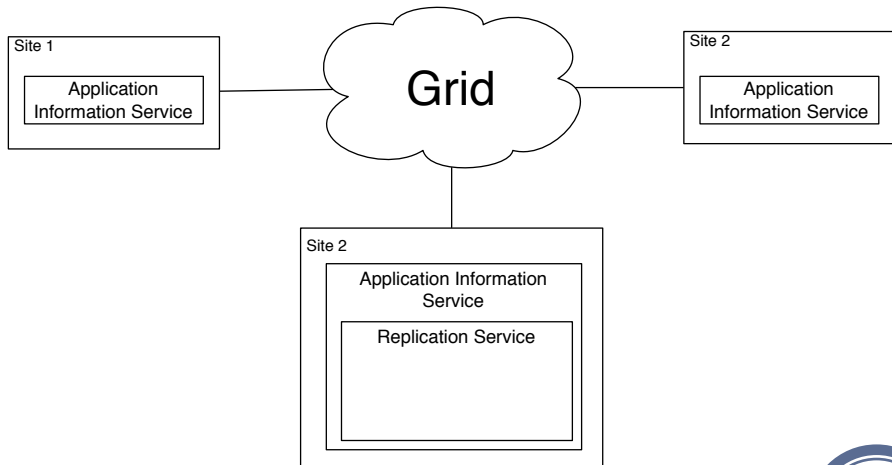 Site 1
Application
Information Service
Grid
Site 2
Application
Information Service
Site 2
Application Information
Service
Replication Service